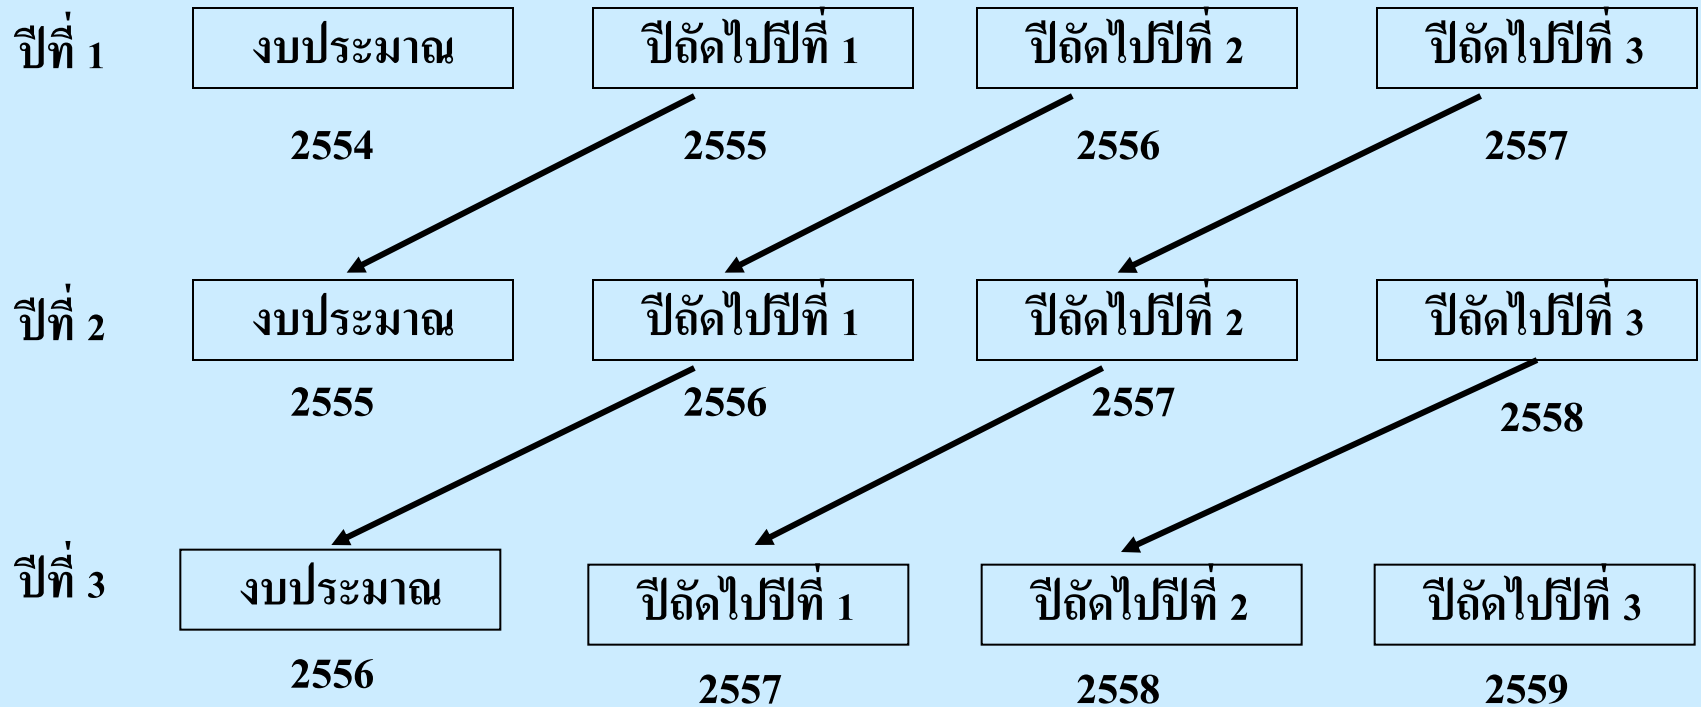 ปีที่ 1 งบประมาณ ปีถัดไปปีที่ 1 ปีถัดไปปีที่ 2 ปีถัดไปปีที่ 3
2554 2555 2556 2557
ปีที่ 2 งบประมาณ ปีถัดไปปีที่ 1 ปีถัดไปปีที่ 2 ปีถัดไปปีที่ 3
2555 2556 2557 2558
ปีที่ 3 งบประมาณ ปีถัดไปปีที่ 1 ปีถัดไปปีที่ 2 ปีถัดไปปีที่ 3
2556 2557 2558 2559